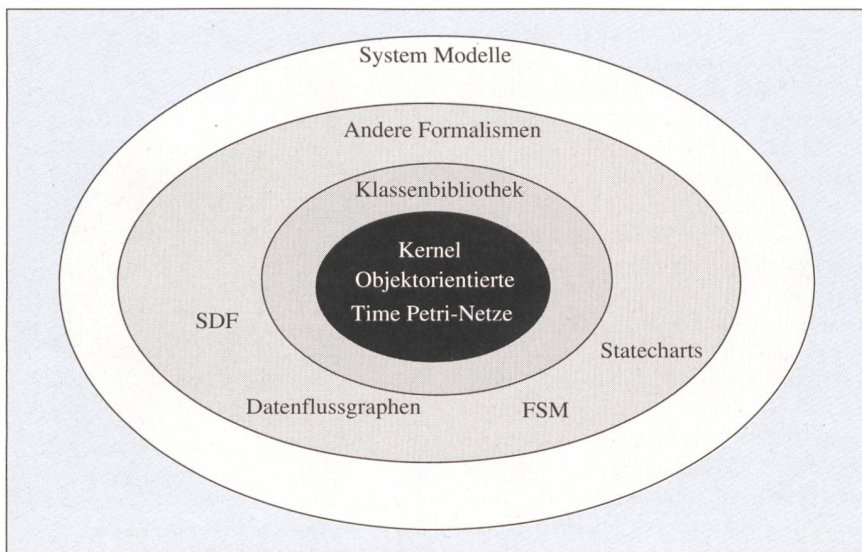 System Modelle
Andere Formalismen
Klassenbibliothek
Kernel
Objektorientierte
Time Petri-Netze
SDF
Statecharts
Datenflussgraphen
FSM